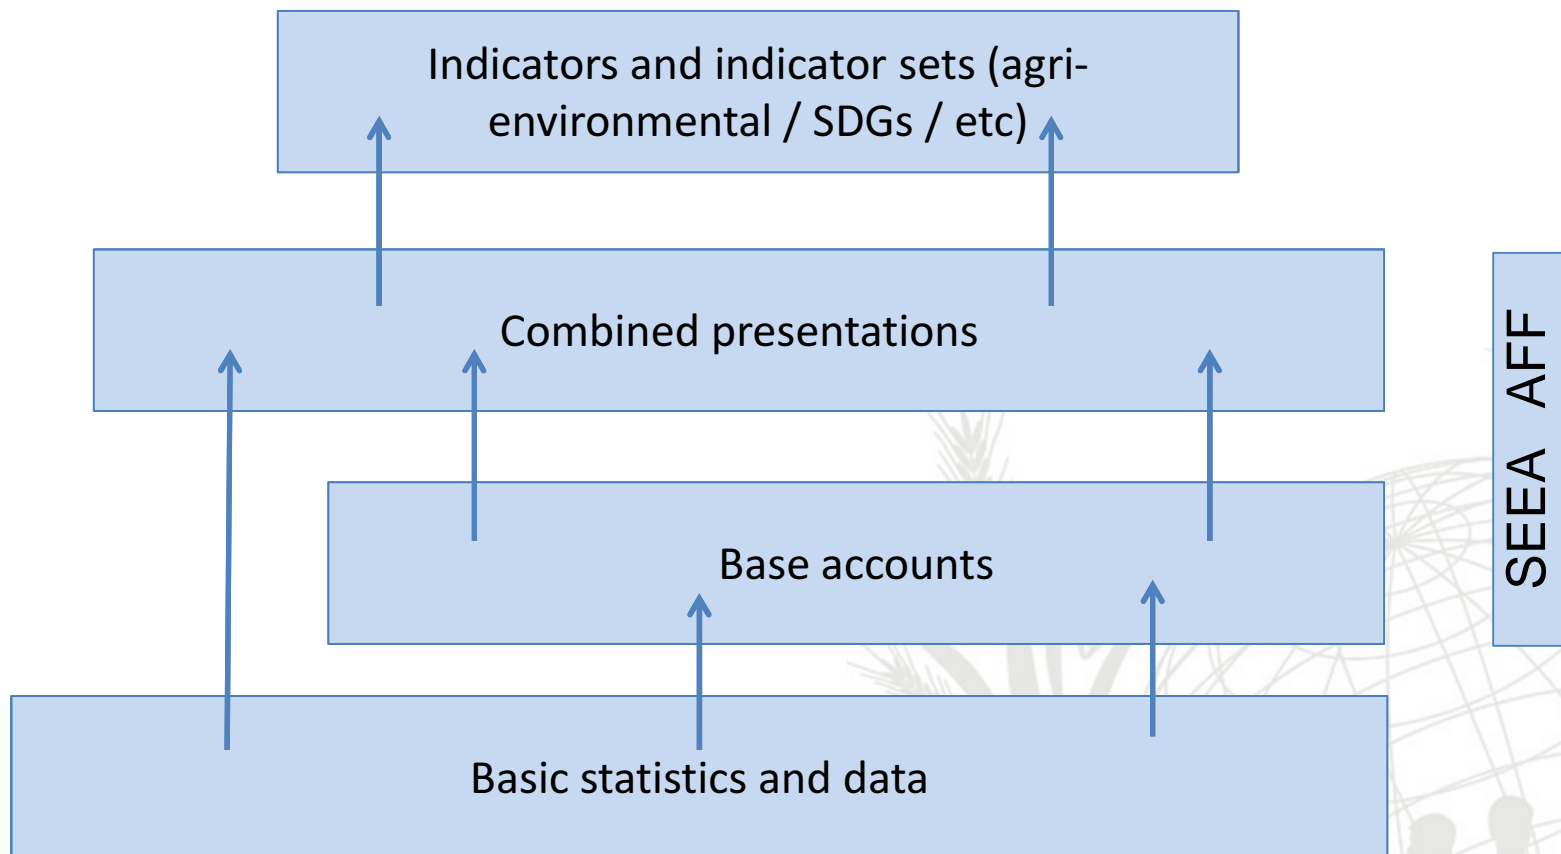 Indicators and indicator sets (agri-
environmental / SDGs / etc)
Combined presentations
SEEA AFF
Base accounts
Basic statistics and data